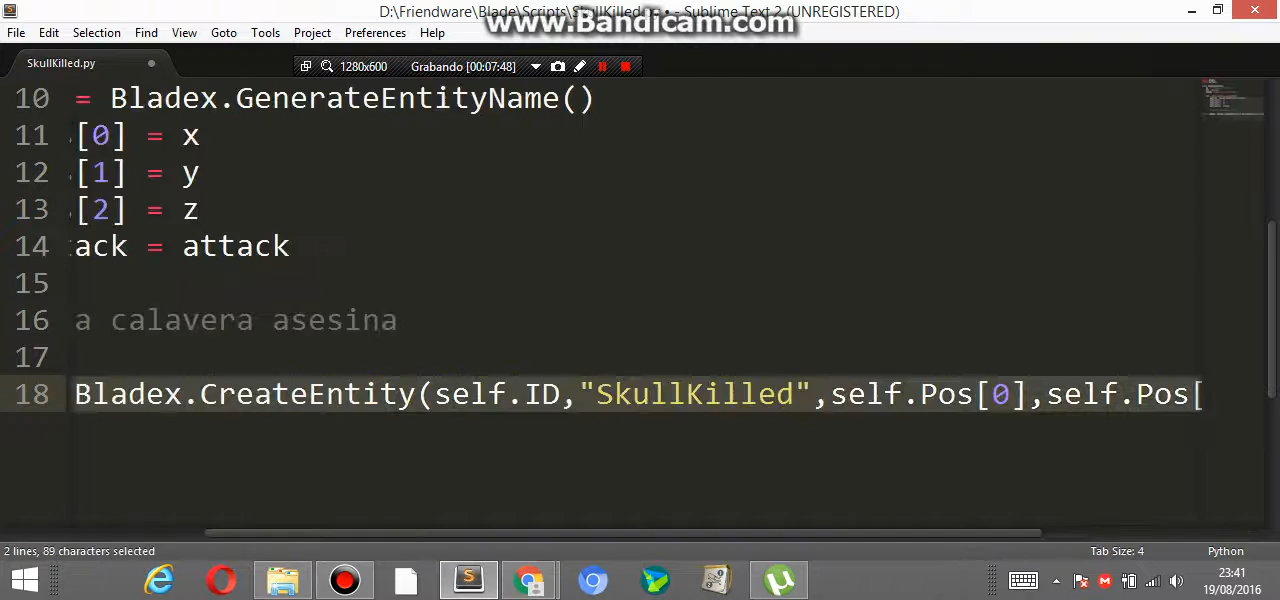 D:\Friendware\Blade\Scripts\SkullKilled.py • - Sublime Text 2 (UNREGISTERED)
www.Bandicam.com
File Edit Selection Find View Goto Tools Project Preferences Help
SkullKilled.py
1280x600 Grabando [00:07:48]
10 = Bladex.GenerateEntityName()
11 [0] = x
12 [1] = y
13 [2] = z
14 ack = attack
15
16 a calavera asesina
17
18 Bladex.CreateEntity(self.ID,"SkullKilled",self.Pos[0],self.Pos[
2 lines, 89 characters selected
Tab Size: 4 Python
23:41
19/08/2016